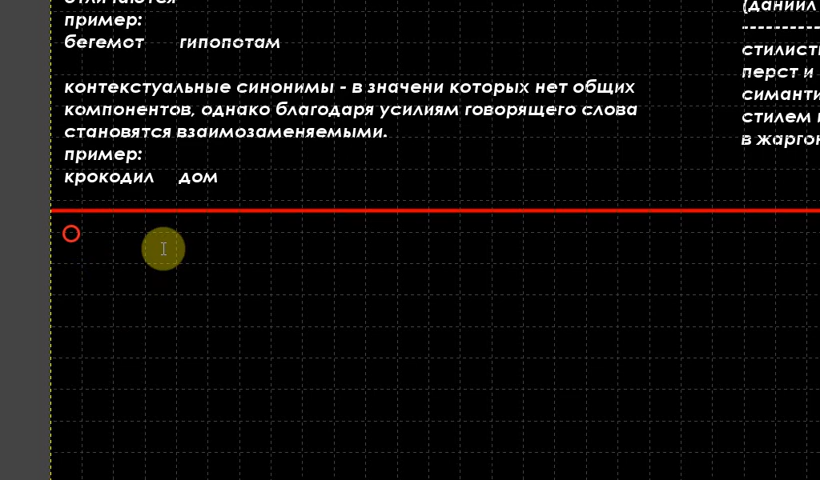 отличаются
пример:
бегемот гипопотам
контекстуальные синонимы - в значени которых нет общих
компонентов, однако благодаря усилиям говорящего слова
становятся взаимозаменяемыми.
пример:
крокодил дом
(даниил
стилист
перст и
симанти
стилем
в жаргон